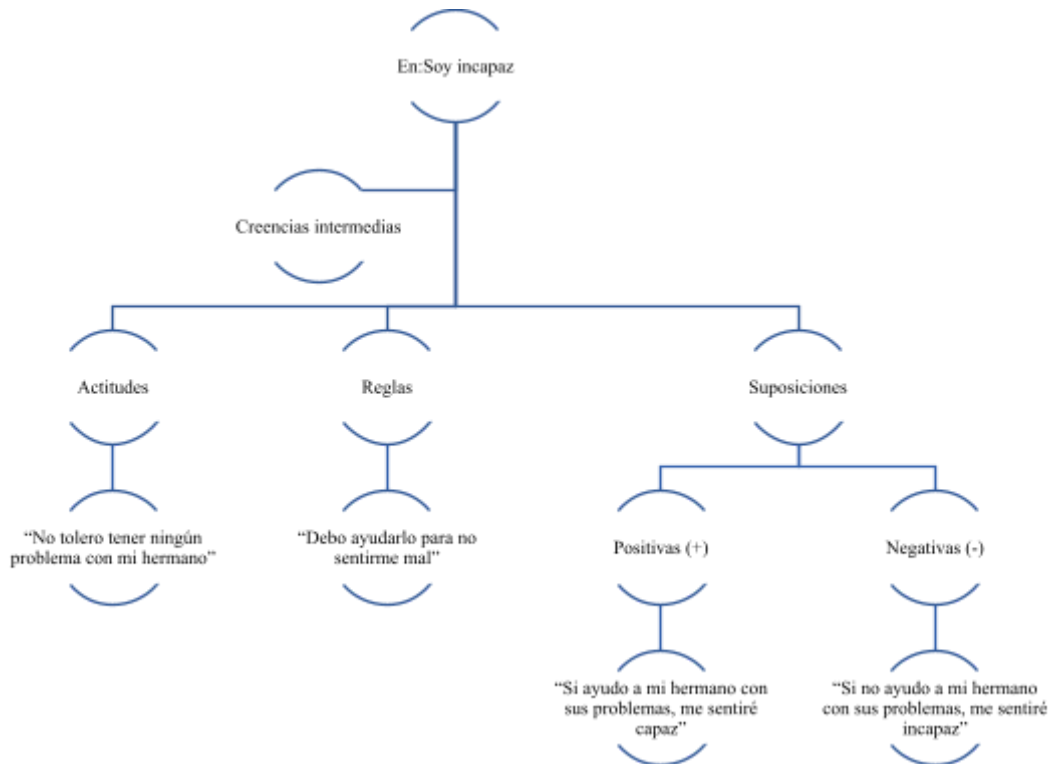 En:Soy incapaz
Creencias intermedias
Actitudes
Reglas
Suposiciones
“No tolero tener ningún
problema con mi hermano”
“Debo ayudarlo para no
sentirme mal”
Positivas (+)
Negativas (-)
“Si ayudo a mi hermano con
sus problemas, me sentiré
capaz”
“Si no ayudo a mi hermano
con sus problemas, me sentiré
incapaz”